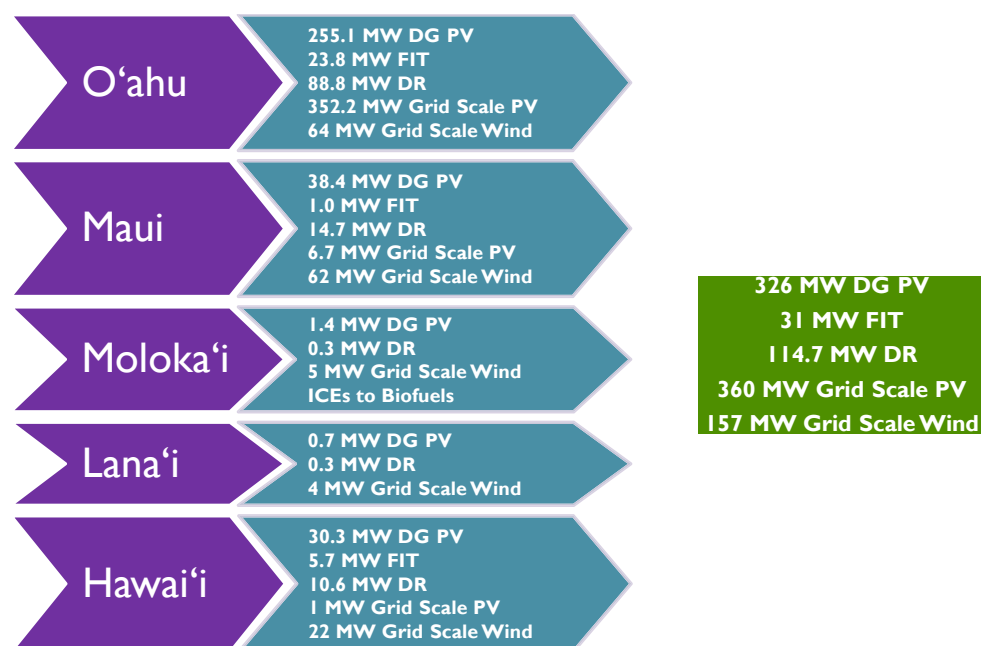 O‘ahu
255.1 MW DG PV
23.8 MW FIT
88.8 MW DR
352.2 MW Grid Scale PV
64 MW Grid Scale Wind
Maui
38.4 MW DG PV
1.0 MW FIT
14.7 MW DR
6.7 MW Grid Scale PV
62 MW Grid Scale Wind
Moloka‘i
1.4 MW DG PV
0.3 MW DR
5 MW Grid Scale Wind
ICEs to Biofuels
Lana‘i
0.7 MW DG PV
0.3 MW DR
4 MW Grid Scale Wind
Hawai‘i
30.3 MW DG PV
5.7 MW FIT
10.6 MW DR
1 MW Grid Scale PV
22 MW Grid Scale Wind
326 MW DG PV
31 MW FIT
114.7 MW DR
360 MW Grid Scale PV
157 MW Grid Scale Wind